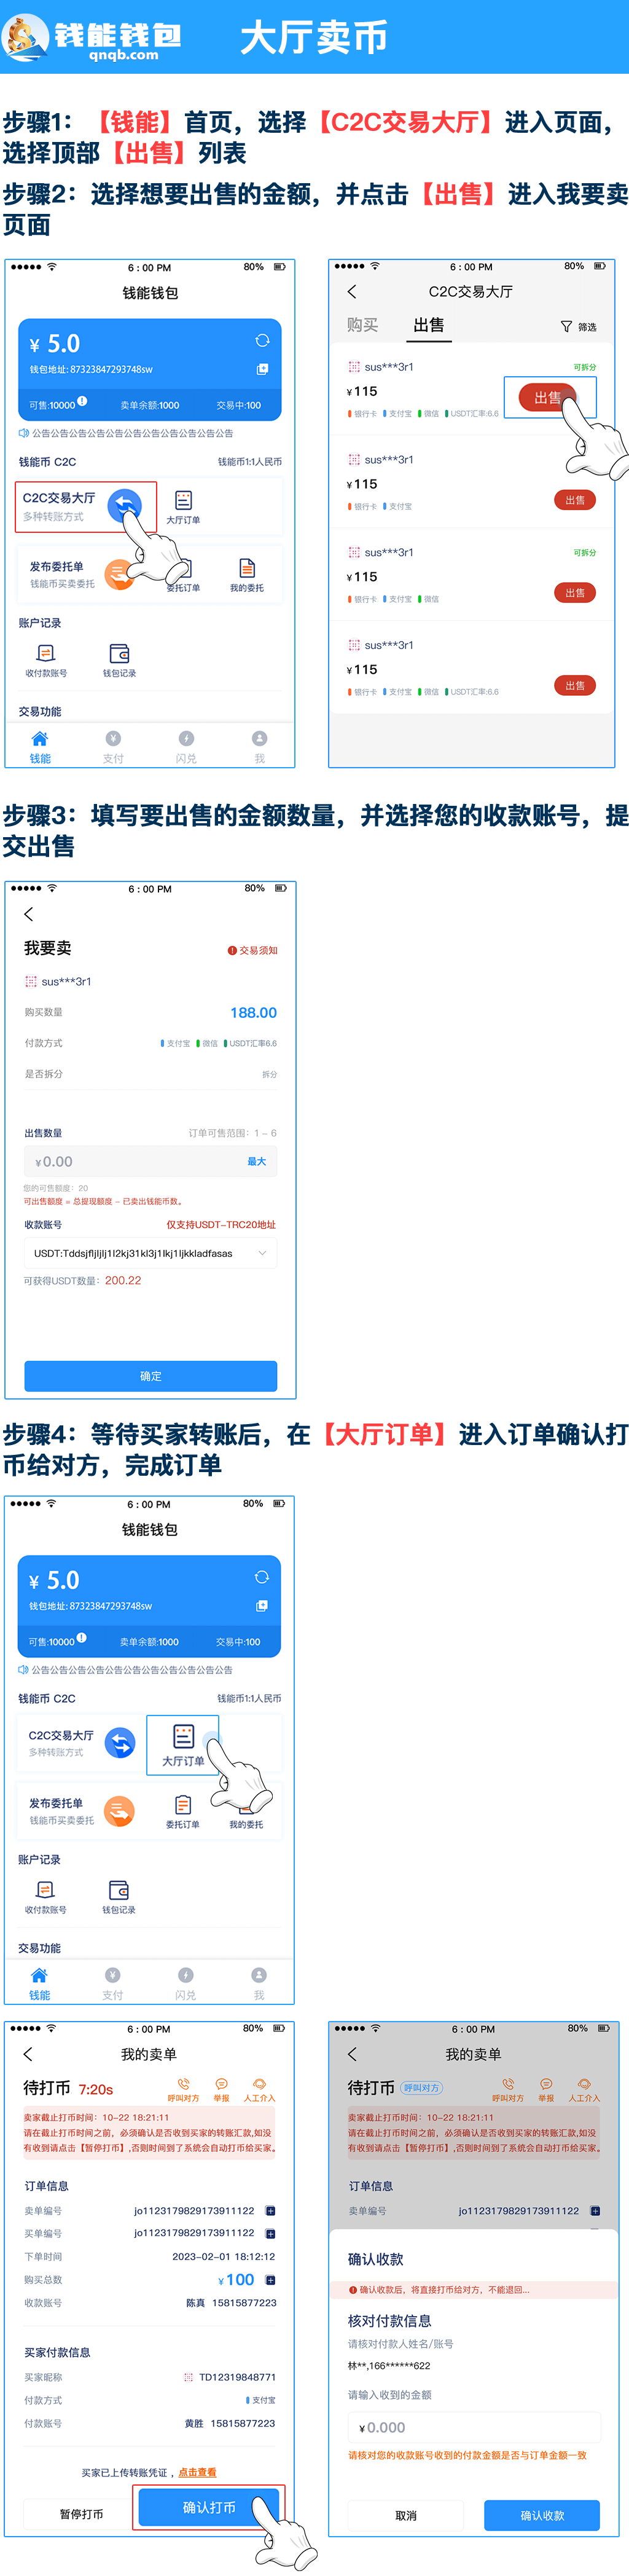 钱能钱包
qnqb.com
大厅卖币
步骤1：【钱能】首页，选择【C2C交易大厅】进入页面，
选择顶部【出售】列表
步骤2：选择想要出售的金额，并点击【出售】进入我要卖
页面
6：00 PM
80%
钱能钱包
¥ 5.0
钱包地址: 87323847293748sw
可售:10000
卖单余额:1000
交易中:100
公告公告公告公告公告公告公告公告公告公告公告
钱能币 C2C
钱能币1:1人民币
C2C交易大厅
多种转账方式
大厅订单
发布委托单
钱能币买卖委托
委托订单
我的委托
账户记录
收付款账号
钱包记录
交易功能
钱能
支付
闪兑
我
6：00 PM
80%
C2C交易大厅
购买
出售
筛选
sus***3r1
可拆分
¥115
出售
银行卡 支付宝 微信 USDT汇率:6.6
sus***3r1
¥115
出售
银行卡 支付宝
sus***3r1
可拆分
¥115
出售
银行卡 支付宝 微信
sus***3r1
¥115
出售
银行卡 支付宝 微信 USDT汇率:6.6
步骤3：填写要出售的金额数量，并选择您的收款账号，提
交出售
6：00 PM
80%
我要卖
交易须知
sus***3r1
购买数量
188.00
付款方式
支付宝 微信 USDT汇率6.6
是否拆分
拆分
出售数量
订单可售范围：1 – 6
¥0.00
最大
您的可售额度：20
可出售额度 = 总提现额度 – 已卖出钱能币数。
收款账号
仅支持USDT-TRC20地址
可获得USDT数量：200.22
确定
步骤4：等待买家转账后，在【大厅订单】进入订单确认打
币给对方，完成订单
6：00 PM
80%
钱能钱包
¥ 5.0
钱包地址: 87323847293748sw
可售:10000
卖单余额:1000
交易中:100
公告公告公告公告公告公告公告公告公告公告公告
钱能币 C2C
钱能币1:1人民币
C2C交易大厅
多种转账方式
大厅订单
发布委托单
钱能币买卖委托
委托订单
我的委托
账户记录
收付款账号
钱包记录
交易功能
钱能
支付
闪兑
我
6：00 PM
80%
我的卖单
待打币 7:20s
呼叫对方
举报
人工介入
卖家截止打币时间：10-22 18:21:11
请在截止打币时间之前，必须确认是否收到买家的转账汇款,如没
有收到请点击【暂停打币】,否则时间到了系统会自动打币给买家。
订单信息
卖单编号
jo1123179829173911122
买单编号
jo1123179829173911122
下单时间
2023-02-01 18:12:12
购买总数
¥100
收款账号
陈真 15815877223
买家付款信息
买家昵称
TD12319848771
付款方式
支付宝
付款账号
黄胜 15815877223
买家已上传转账凭证，点击查看
暂停打币
确认打币
6：00 PM
80%
我的卖单
待打币
呼叫对方
呼叫对方
举报
人工介入
卖家截止打币时间：10-22 18:21:11
请在截止打币时间之前，必须确认是否收到买家的转账汇款,如没
有收到请点击【暂停打币】,否则时间到了系统会自动打币给买家。
订单信息
卖单编号
jo1123179829173911122
确认收款
确认收款后，将直接打币给对方，不能退回...
核对付款信息
请核对付款人姓名/账号
林**,166******622
请输入收到的金额
¥0.000
请核对您的收款账号收到的付款金额是否与订单金额一致
取消
确认收款